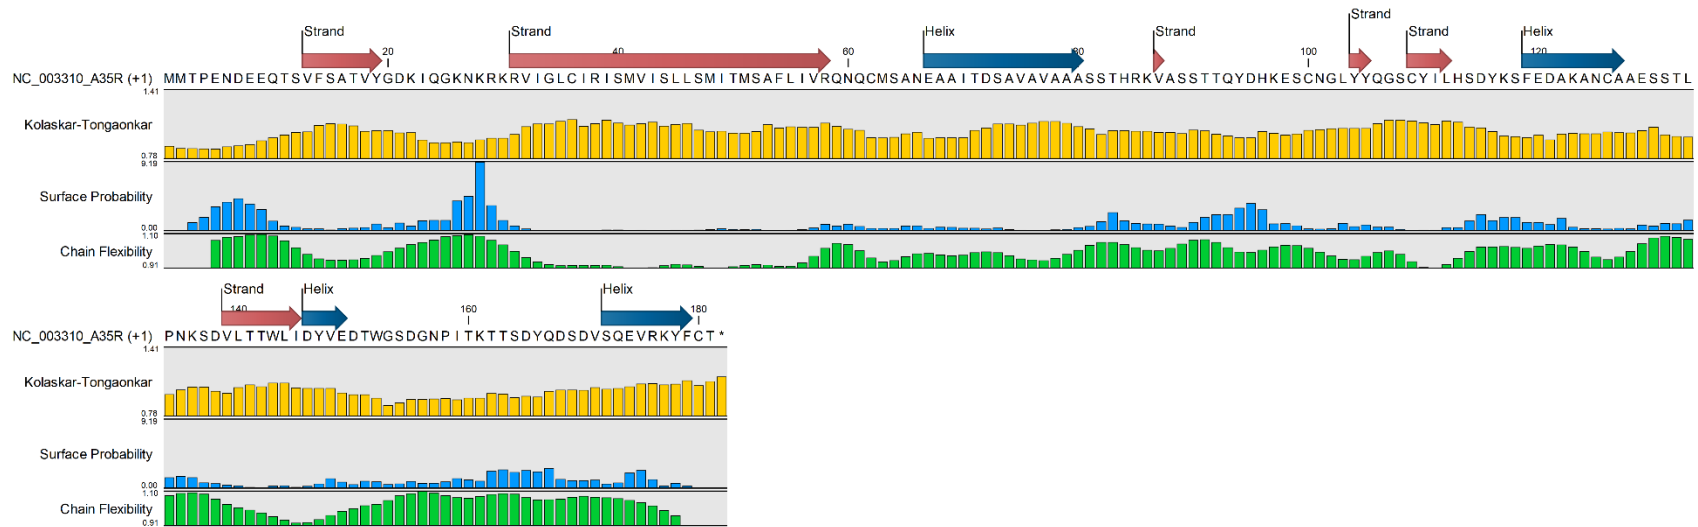 Strand Strand Helix Strand Strand Strand Helix
20 40 60 80 100 120
NC_003310_A35R (+1) MMTPENDEEQTSVFSATVYGDKIQGKNKRKRVIGLCIRISMVISLLSMITMSAFLIVRQNQCMSANEAAITDSAVAVAAASSTHRKVASSTTQYDHKESCNGLYYQGSCYILHSDYKSFEDAKANCAAESSTL
1.41
Kolaskar-Tongaonkar
0.78
9.19
Surface Probability
0.00
1.10
Chain Flexibility
0.91
Strand Helix Helix
140 160 180
NC_003310_A35R (+1) PNKSDVLTTWLIDYVEDTWGSDGNPITKTTSDYQDSDVSQEVRKYFCT*
1.41
Kolaskar-Tongaonkar
0.78
9.19
Surface Probability
0.00
1.10
Chain Flexibility
0.91